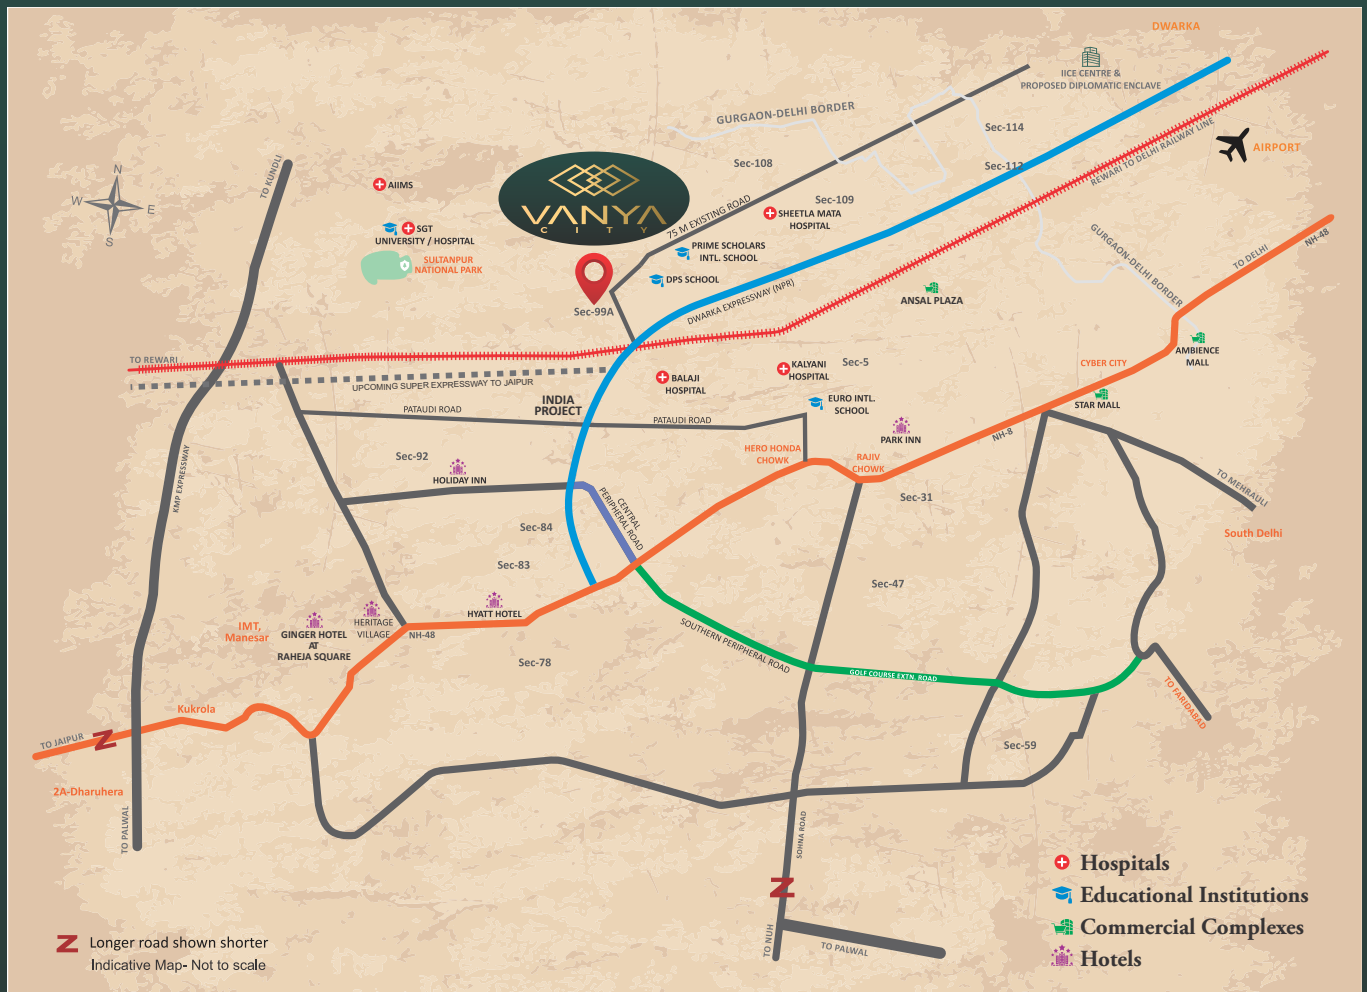 DWARKA
IICE CENTRE &
PROPOSED DIPLOMATIC ENCLAVE
GURGAON-DELHI BORDER
Sec-114
REWARI TO DELHI RAILWAY LINE
AIRPORT
Sec-108
Sec-112
TO KUNDLI
N
W
E
S
AIIMS
VANYA
CITY
75 M EXISTING ROAD
Sec-109
SHEETLA MATA
HOSPITAL
SGT
UNIVERSITY / HOSPITAL
SULTANPUR
NATIONAL PARK
PRIME SCHOLARS
INTL. SCHOOL
DPS SCHOOL
GURGAON-DELHI BORDER
TO DELHI
NH-48
Sec-99A
DWARKA EXPRESSWAY (NPR)
ANSAL PLAZA
AMBIENCE
MALL
TO REWARI
UPCOMING SUPER EXPRESSWAY TO JAIPUR
BALAJI
HOSPITAL
KALYANI
HOSPITAL
Sec-5
CYBER CITY
STAR MALL
INDIA
PROJECT
EURO INTL.
SCHOOL
PATAUDI ROAD
PATAUDI ROAD
PARK INN
NH-8
HERO HONDA
CHOWK
RAJIV
CHOWK
Sec-92
HOLIDAY INN
KMP EXPRESSWAY
TO MEHRAULI
Sec-31
CENTRAL
PERIPHERAL ROAD
Sec-84
South Delhi
Sec-83
Sec-47
HYATT HOTEL
HERITAGE
VILLAGE
IMT,
Manesar
GINGER HOTEL
AT
RAHEJA SQUARE
NH-48
SOUTHERN PERIPHERAL ROAD
Sec-78
GOLF COURSE EXTN. ROAD
TO FARIDABAD
Kukrola
TO JAIPUR
Sec-59
2A-Dharuhera
TO PALWAL
SOHNA ROAD
TO NUH
TO PALWAL
Hospitals
Educational Institutions
Commercial Complexes
Hotels
Longer road shown shorter
Indicative Map- Not to scale